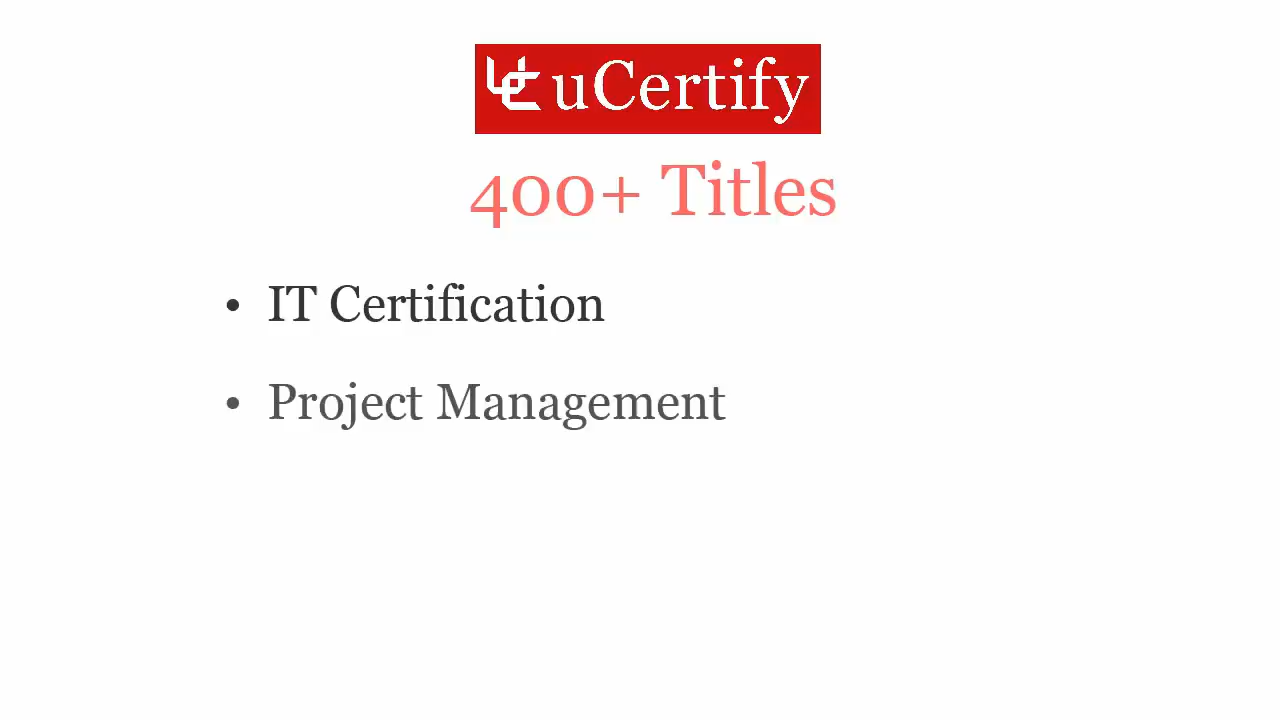 uCertify
400+ Titles
• IT Certification
• Project Management